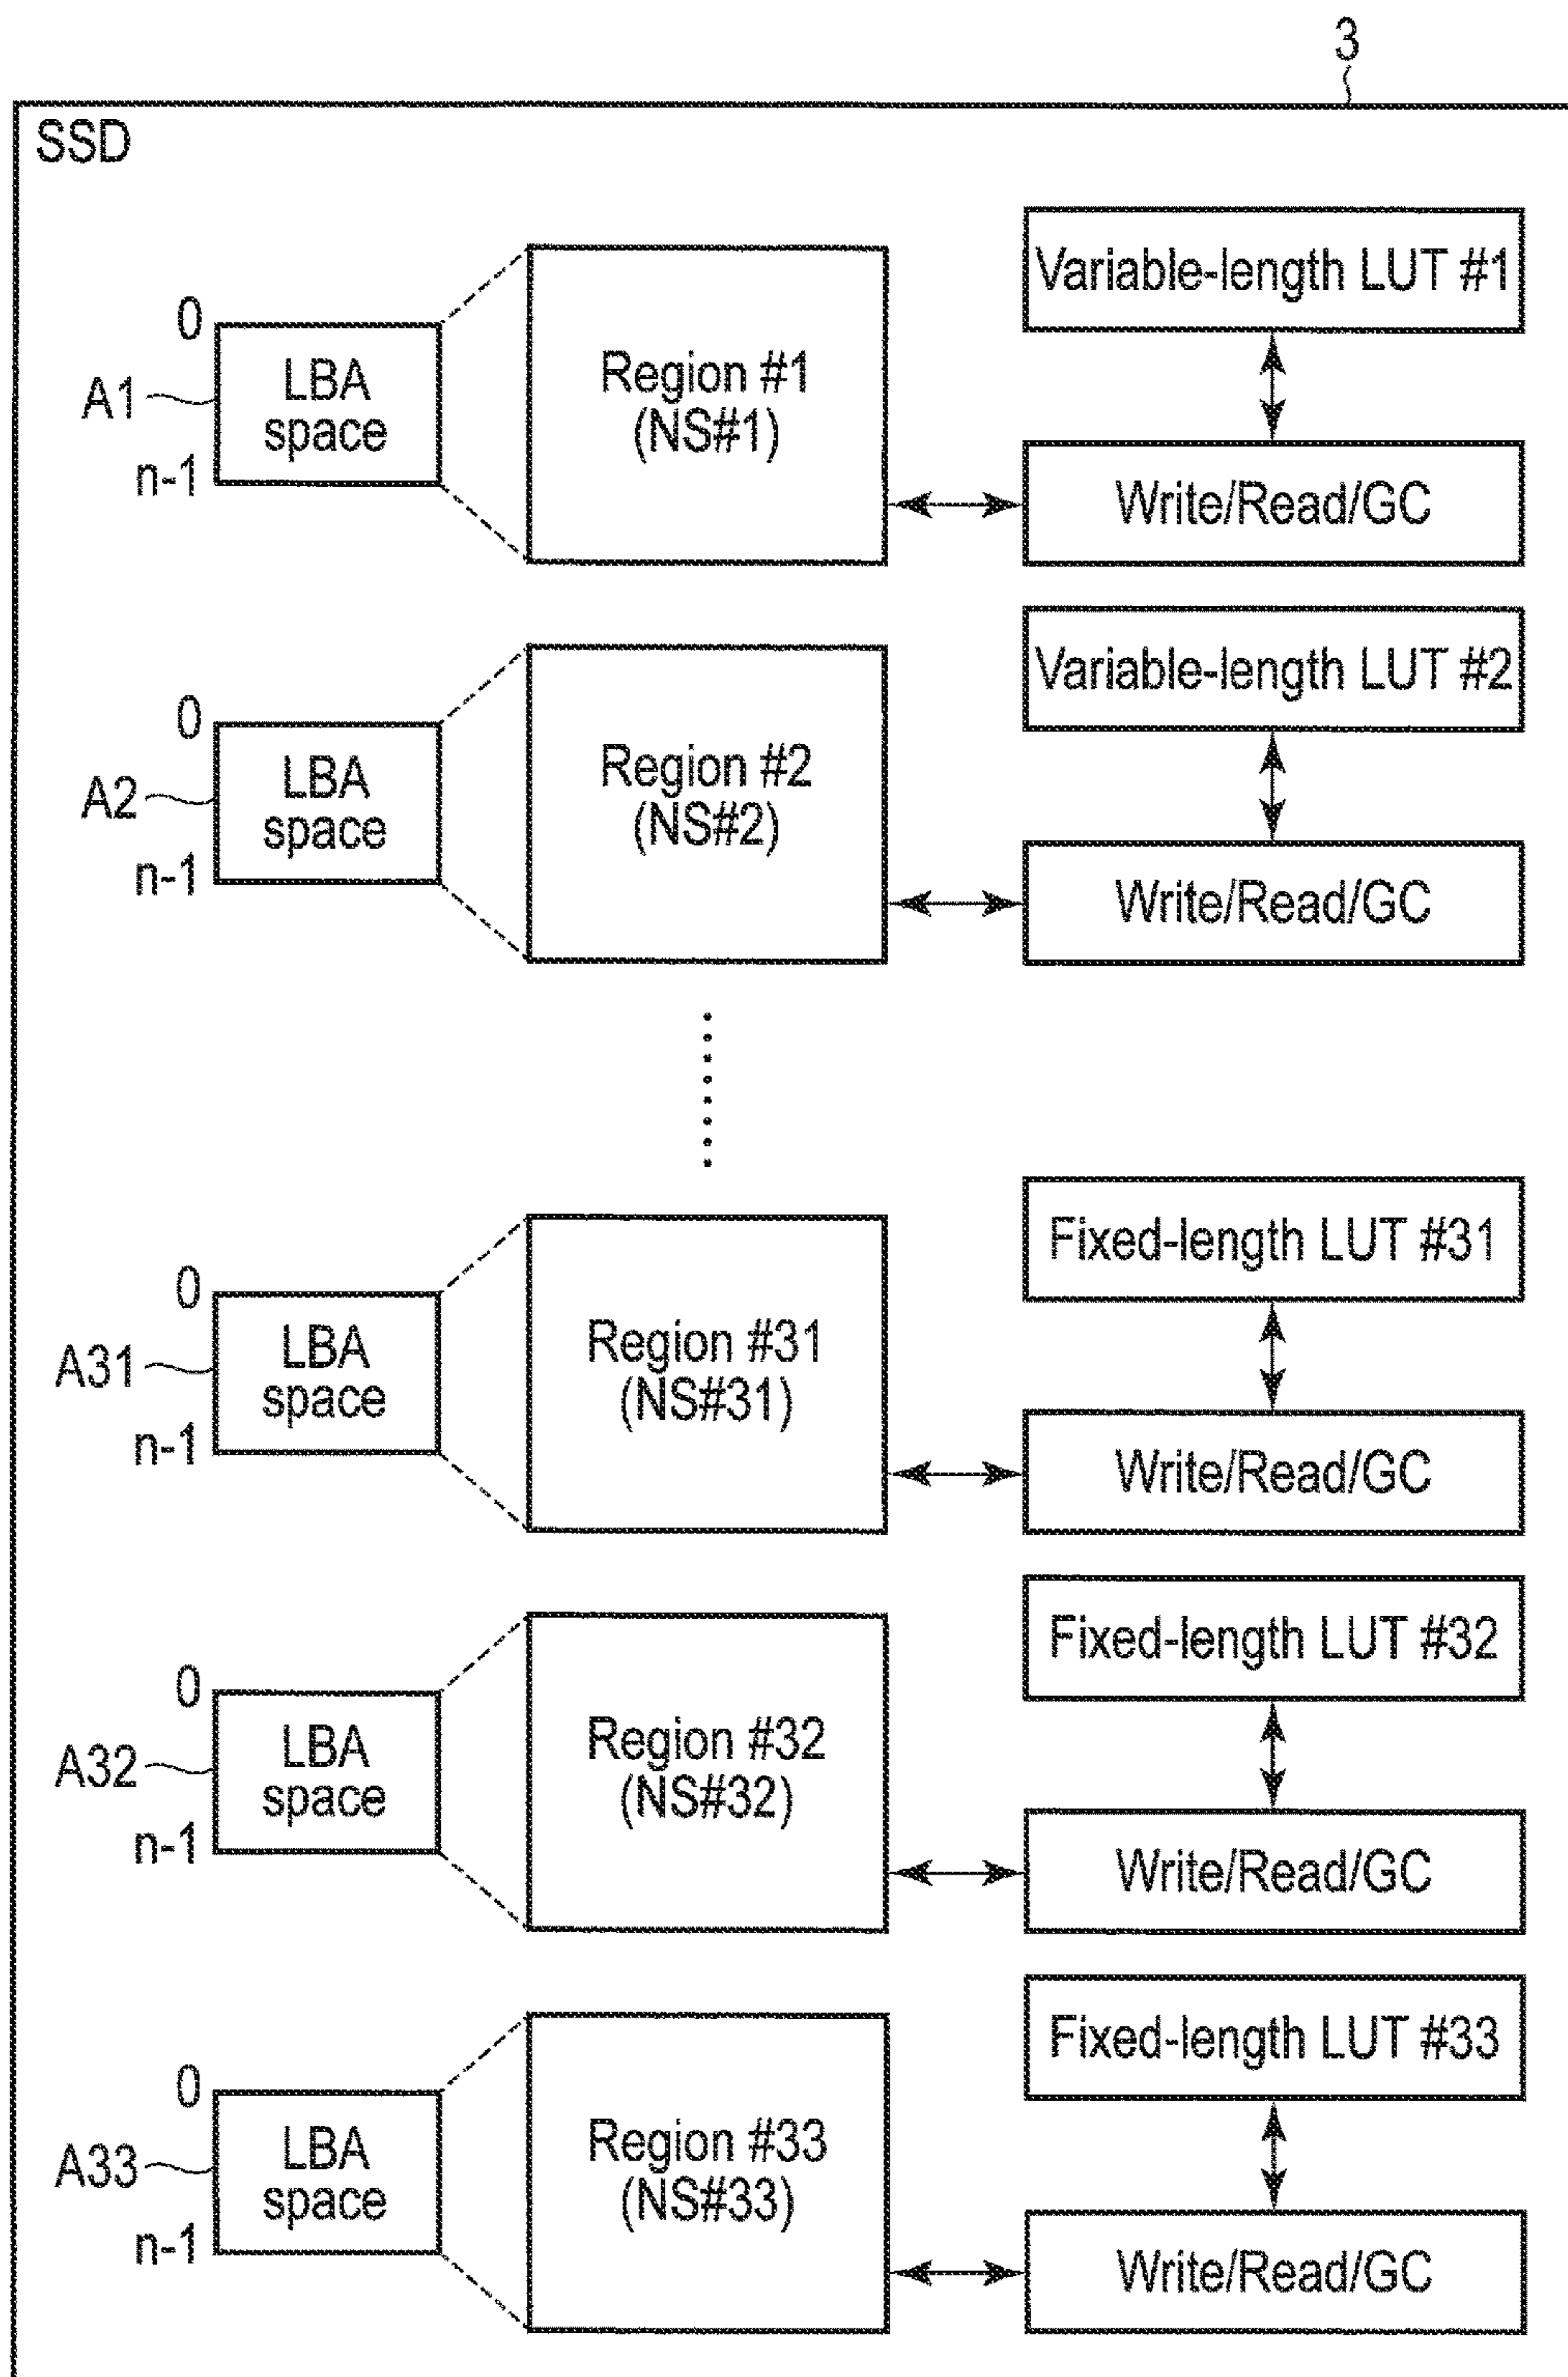 3
SSD
Variable-length LUT #1
0
A1
LBA
space
n-1
Region #1
(NS#1)
Write/Read/GC
Variable-length LUT #2
0
A2
LBA
space
n-1
Region #2
(NS#2)
Write/Read/GC
Fixed-length LUT #31
0
A31
LBA
space
n-1
Region #31
(NS#31)
Write/Read/GC
Fixed-length LUT #32
0
A32
LBA
space
n-1
Region #32
(NS#32)
Write/Read/GC
Fixed-length LUT #33
0
A33
LBA
space
n-1
Region #33
(NS#33)
Write/Read/GC